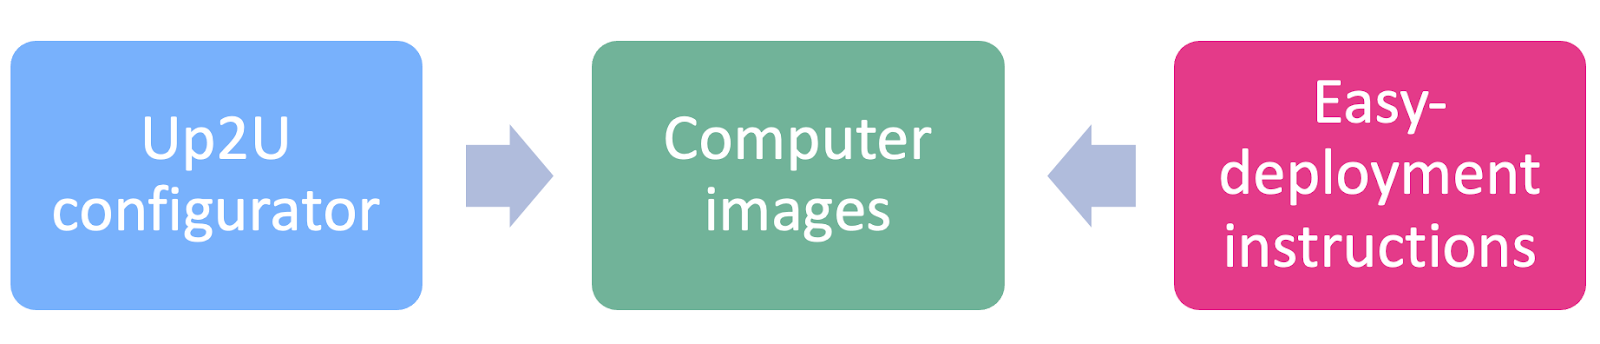 Up2U
configurator
Computer
images
Easy-
deployment
instructions